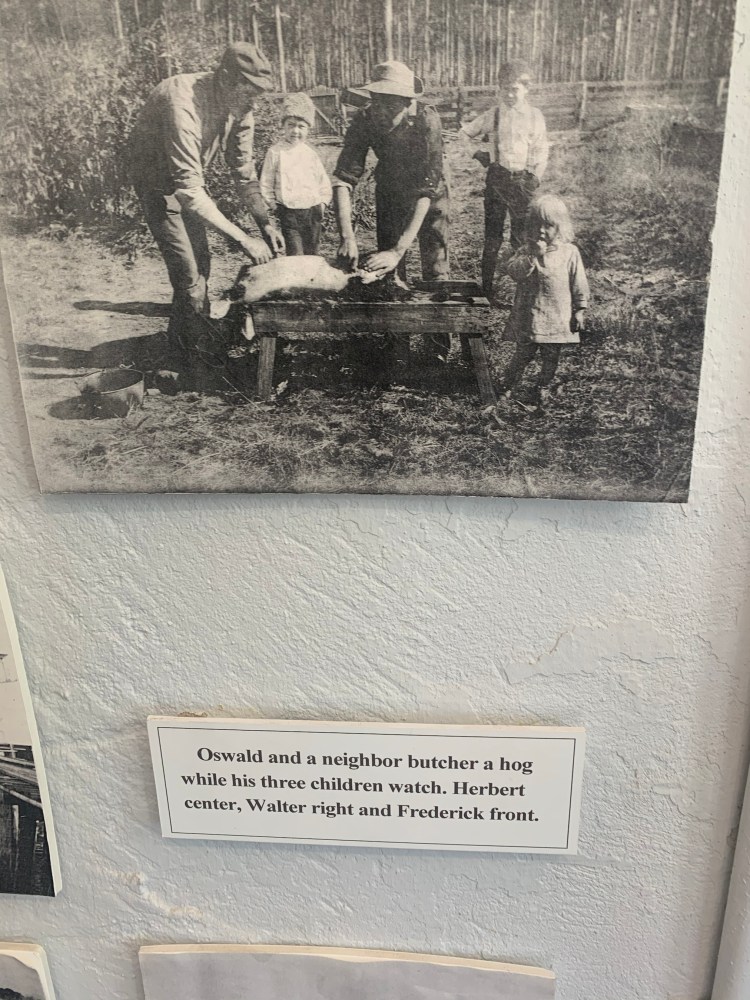 Oswald and a neighbor butcher a hog
while his three children watch. Herbert
center, Walter right and Frederick front.